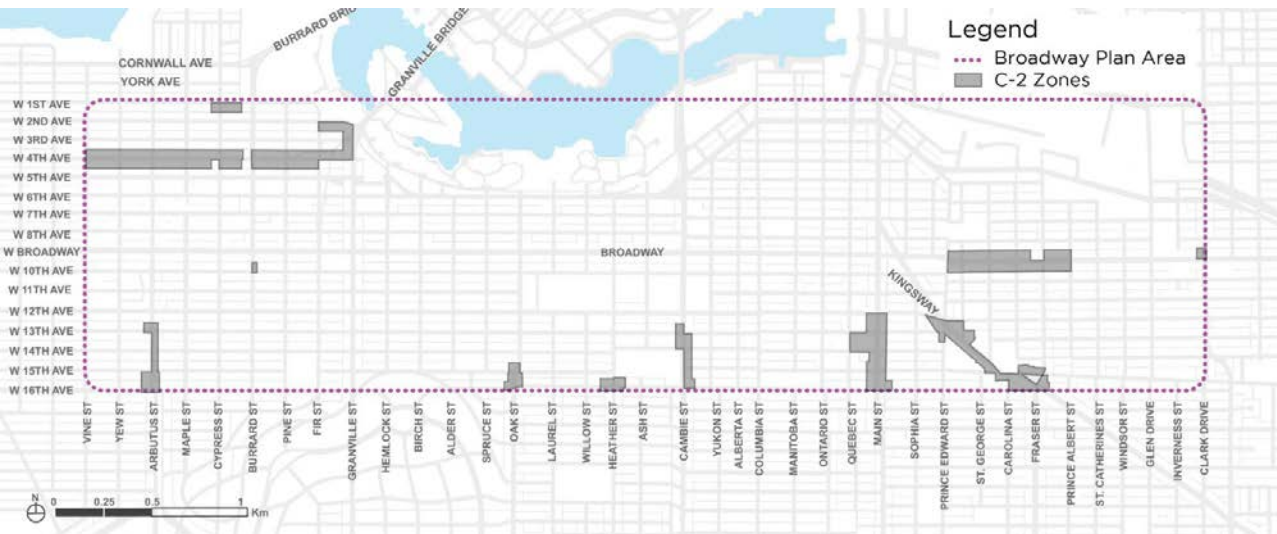 Legend
Broadway Plan Area
C-2 Zones
BURRARD BRI
GRANVILLE BRIDGE
CORNWALL AVE
YORK AVE
W 1ST AVE
W 2ND AVE
W 3RD AVE
W 4TH AVE
W 5TH AVE
W 6TH AVE
W 7TH AVE
W 8TH AVE
W BROADWAY
BROADWAY
W 10TH AVE
W 11TH AVE
KINGSWAY
W 12TH AVE
W 13TH AVE
W 14TH AVE
W 15TH AVE
W 16TH AVE
VINE ST
YEW ST
ARBUTUS ST
MAPLE ST
CYPRESS ST
BURRARD ST
PINE ST
FIR ST
GRANVILLE ST
HEMLOCK ST
BIRCH ST
ALDER ST
SPRUCE ST
OAK ST
LAUREL ST
WILLOW ST
HEATHER ST
ASH ST
CAMBIE ST
YUKON ST
ALBERTA ST
COLUMBIA ST
MANITOBA ST
ONTARIO ST
QUEBEC ST
MAIN ST
SOPHIA ST
PRINCE EDWARD ST
ST. GEORGE ST
CAROLINA ST
FRASER ST
PRINCE ALBERT ST
ST. CATHERINES ST
WINDSOR ST
GLEN DRIVE
INVERNESS ST
CLARK DRIVE
N
0 0.25 0.5 1
Km